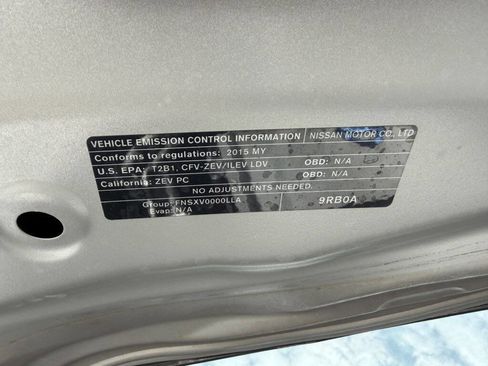 VEHICLE EMISSION CONTROL INFORMATION NISSAN MOTOR CO., LTD
Conforms to regulations: 2015 MY
U.S. EPA: T2B1, CFV-ZEV/ILEV LDV OBD: N/A
California: ZEV PC OBD: N/A
NO ADJUSTMENTS NEEDED.
Group: FNSXV0000LLA 9RB0A
Evap: N/A